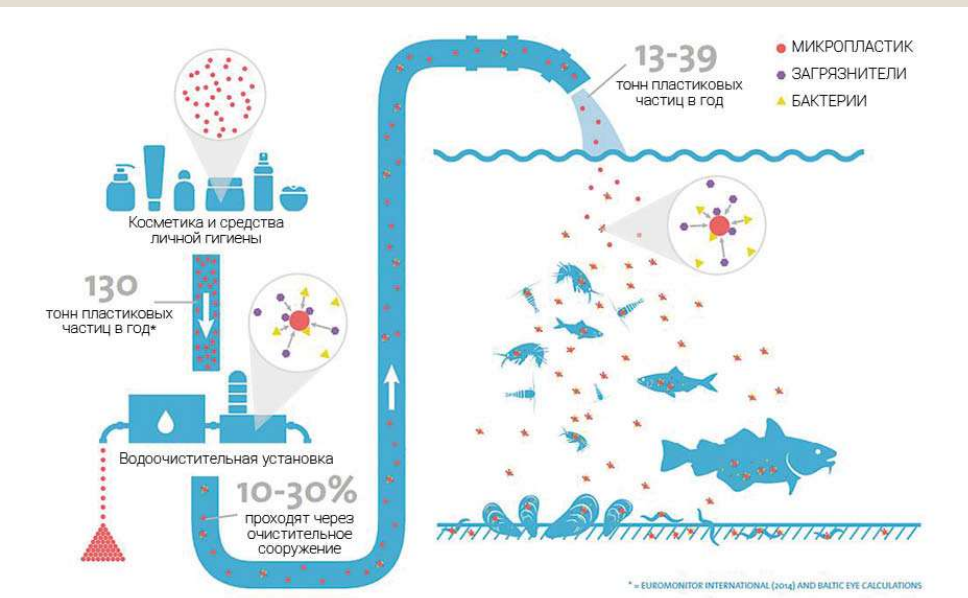 13-39
тонн пластиковых
частиц в год
МИКРОПЛАСТИК
ЗАГРЯЗНИТЕЛИ
БАКТЕРИИ
Косметика и средства
личной гигиены
130
тонн пластиковых
частиц в год*
Водоочистительная установка
10-30%
проходят через
очистительное
сооружение
* = EUROMONITOR INTERNATIONAL (2014) AND BALTIC EYE CALCULATIONS